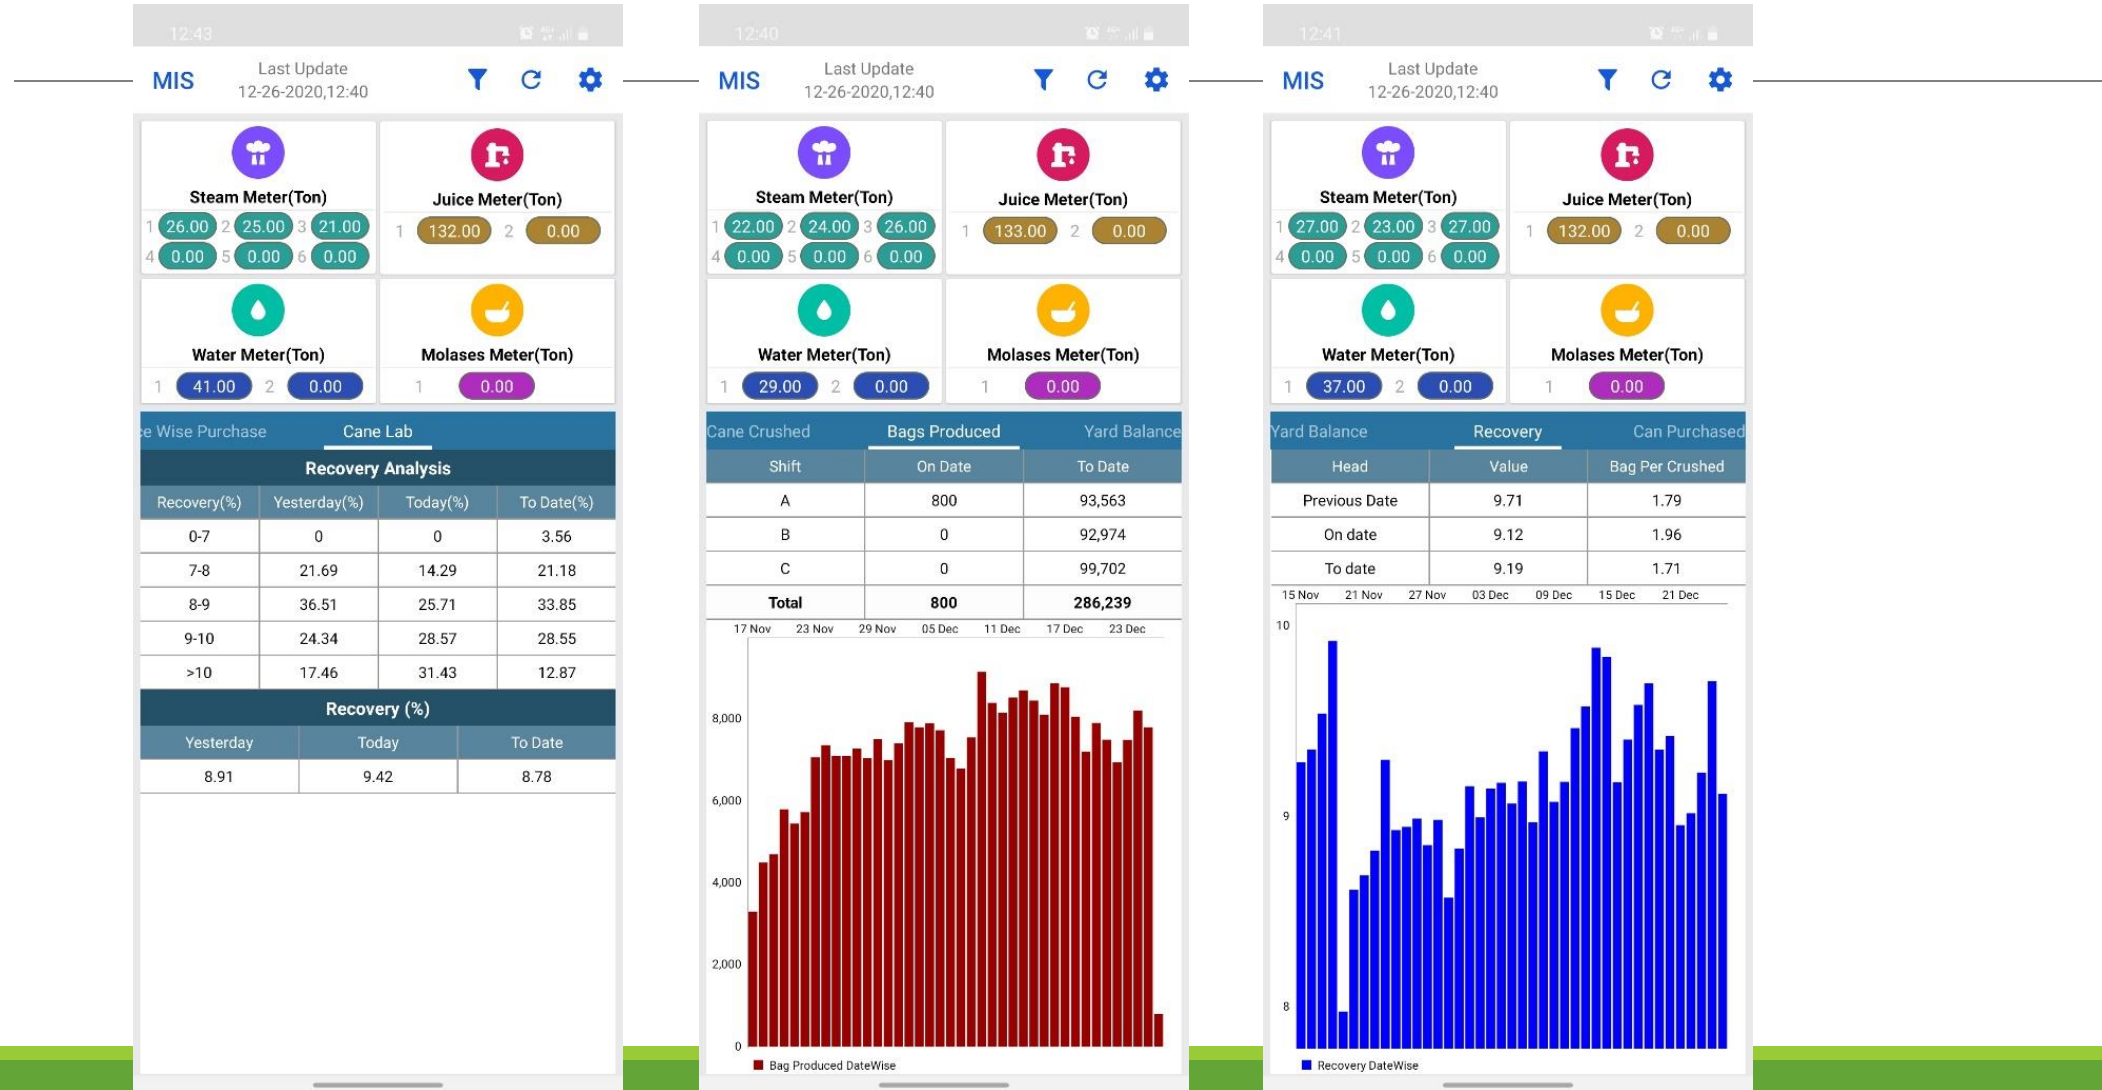 12:43
MIS
Last Update
12-26-2020,12:40
Steam Meter(Ton)
1 26.00 2 25.00 3 21.00
4 0.00 5 0.00 6 0.00
Juice Meter(Ton)
1 132.00 2 0.00
Water Meter(Ton)
1 41.00 2 0.00
Molases Meter(Ton)
1 0.00
ce Wise Purchase Cane Lab
Recovery Analysis
Recovery(%) Yesterday(%) Today(%) To Date(%)
0-7 0 0 3.56
7-8 21.69 14.29 21.18
8-9 36.51 25.71 33.85
9-10 24.34 28.57 28.55
>10 17.46 31.43 12.87
Recovery (%)
Yesterday Today To Date
8.91 9.42 8.78
12:40
MIS
Last Update
12-26-2020,12:40
Steam Meter(Ton)
1 22.00 2 24.00 3 26.00
4 0.00 5 0.00 6 0.00
Juice Meter(Ton)
1 133.00 2 0.00
Water Meter(Ton)
1 29.00 2 0.00
Molases Meter(Ton)
1 0.00
Cane Crushed Bags Produced Yard Balance
Shift On Date To Date
A 800 93,563
B 0 92,974
C 0 99,702
Total 800 286,239
17 Nov 23 Nov 29 Nov 05 Dec 11 Dec 17 Dec 23 Dec
8,000
6,000
4,000
2,000
0
Bag Produced DateWise
12:41
MIS
Last Update
12-26-2020,12:40
Steam Meter(Ton)
1 27.00 2 23.00 3 27.00
4 0.00 5 0.00 6 0.00
Juice Meter(Ton)
1 132.00 2 0.00
Water Meter(Ton)
1 37.00 2 0.00
Molases Meter(Ton)
1 0.00
Yard Balance Recovery Can Purchased
Head Value Bag Per Crushed
Previous Date 9.71 1.79
On date 9.12 1.96
To date 9.19 1.71
15 Nov 21 Nov 27 Nov 03 Dec 09 Dec 15 Dec 21 Dec
10
9
8
Recovery DateWise